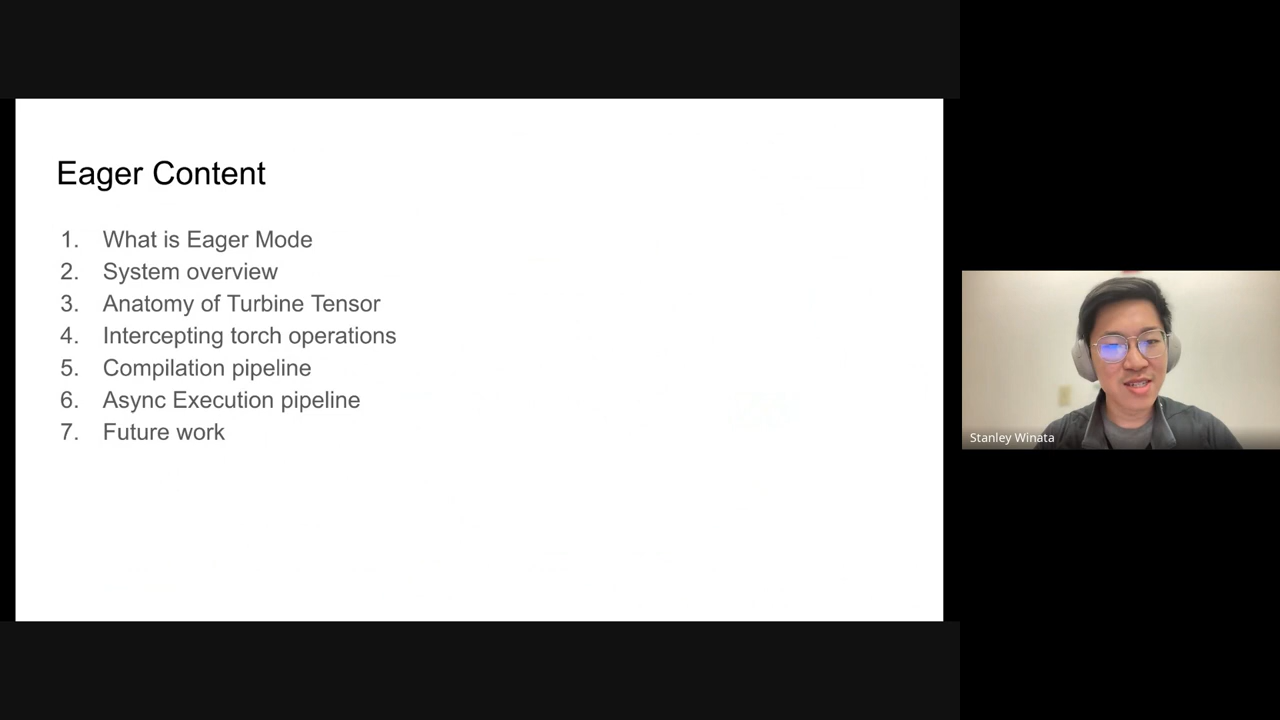 Eager Content
1. What is Eager Mode
2. System overview
3. Anatomy of Turbine Tensor
4. Intercepting torch operations
5. Compilation pipeline
6. Async Execution pipeline
7. Future work
Stanley Winata